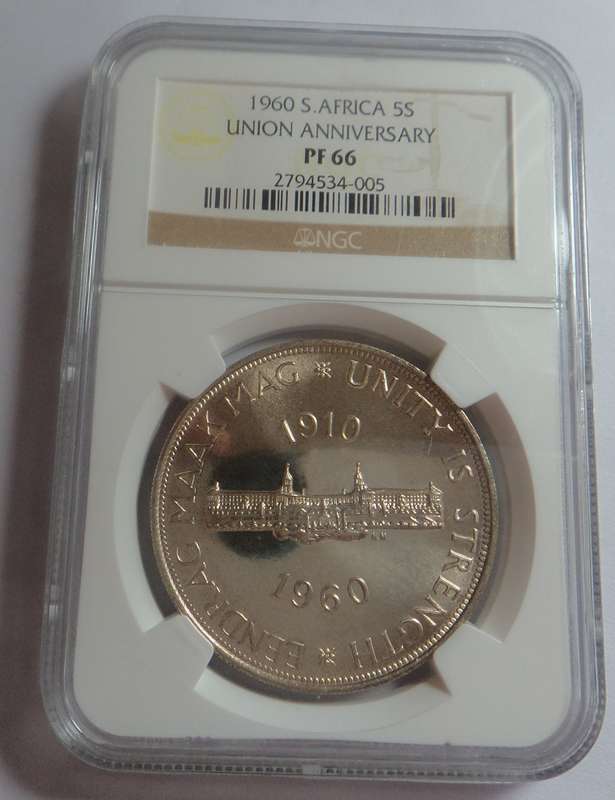 1960 S.AFRICA 5S
UNION ANNIVERSARY
PF 66
2794534-005
NGC
EENDRAG MAAK MAG * UNITY IS STRENGTH *
1910
1960